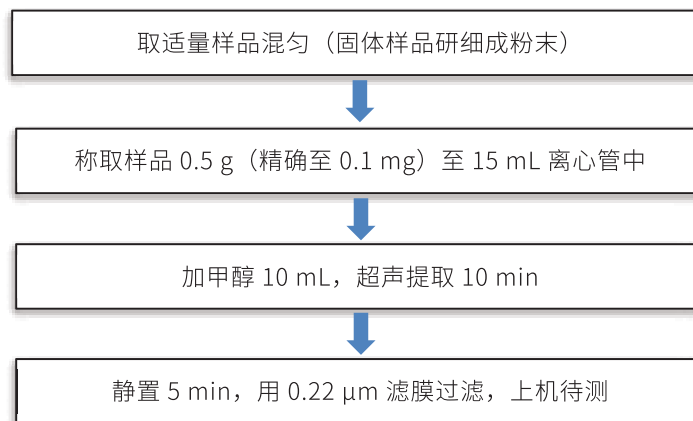 取适量样品混匀（固体样品研细成粉末）
称取样品 0.5 g（精确至 0.1 mg）至 15 mL 离心管中
加甲醇 10 mL，超声提取 10 min
静置 5 min，用 0.22 μm 滤膜过滤，上机待测